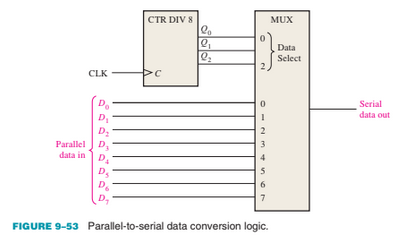 CTR DIV 8
MUX
Q0
Q1
Q2
0
2
Data
Select
CLK
C
D0
D1
D2
D3
D4
D5
D6
D7
Parallel
data in
0
1
2
3
4
5
6
7
Serial
data out
FIGURE 9-53 Parallel-to-serial data conversion logic.